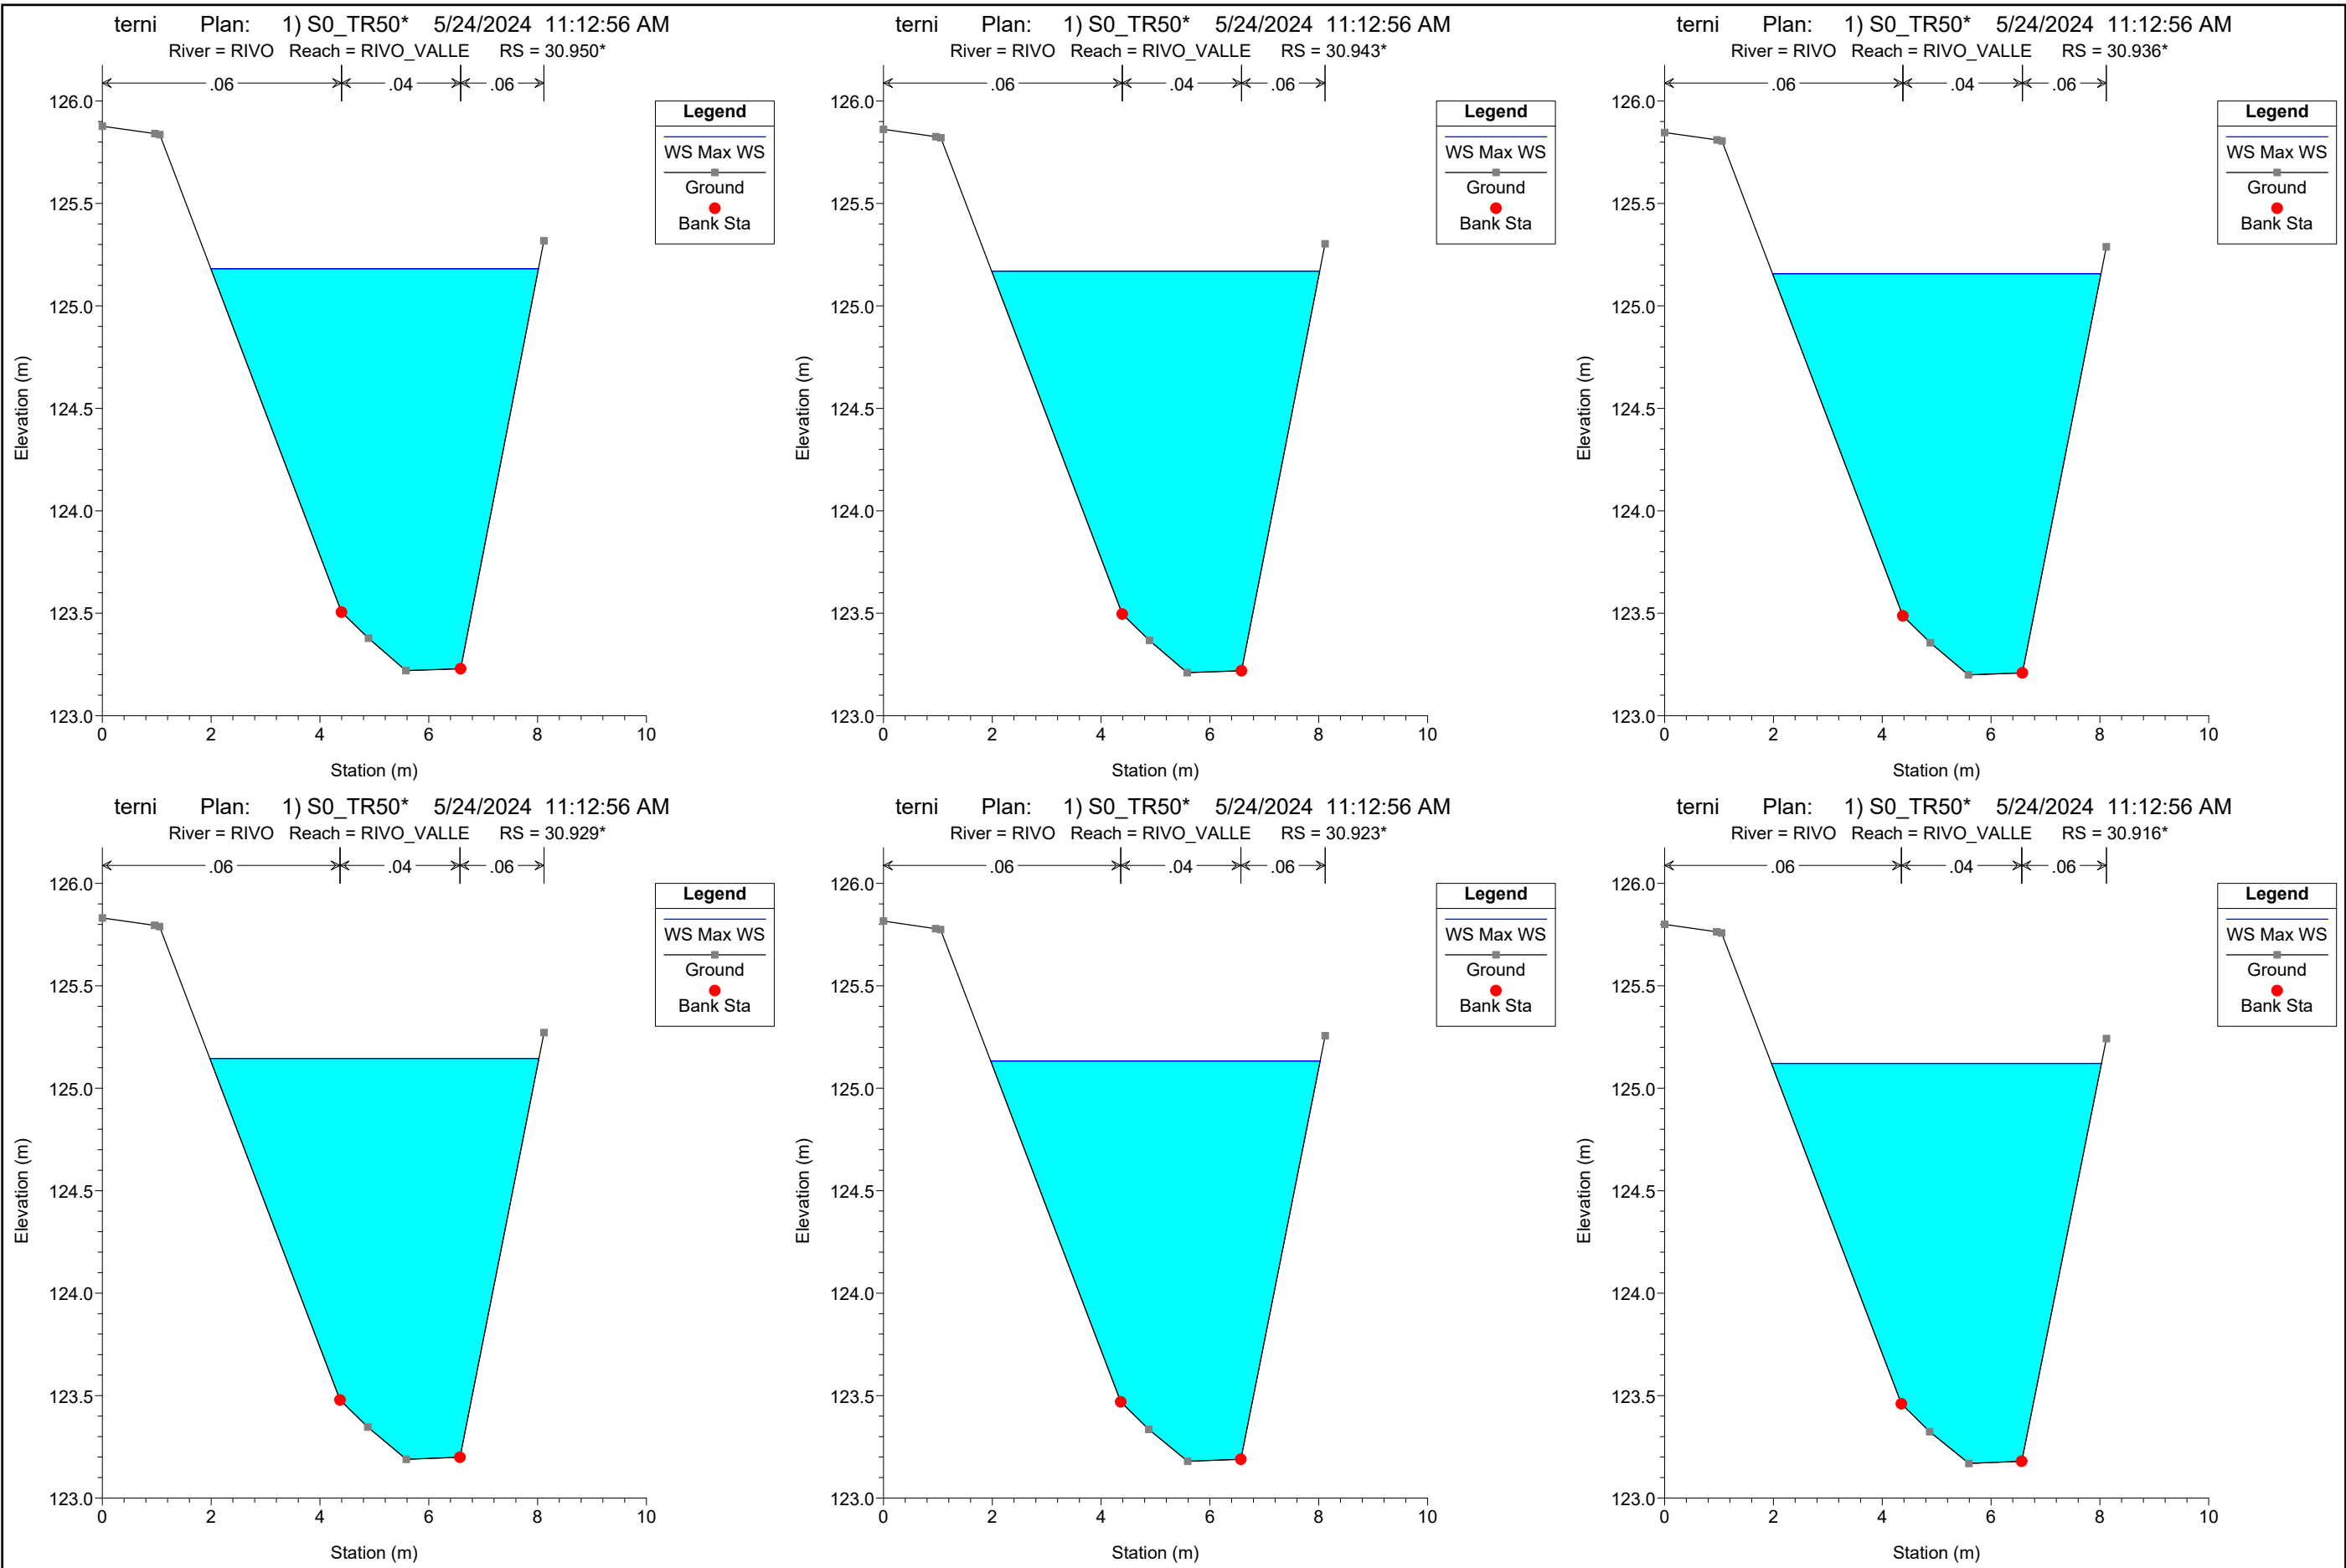 terni Plan: 1) S0_TR50* 5/24/2024 11:12:56 AM
River = RIVO Reach = RIVO_VALLE RS = 30.950*
.06 .04 .06
Legend
WS Max WS
Ground
Bank Sta
126.0
125.5
125.0
124.5
124.0
123.5
123.0
Elevation (m)
0 2 4 6 8 10
Station (m)
terni Plan: 1) S0_TR50* 5/24/2024 11:12:56 AM
River = RIVO Reach = RIVO_VALLE RS = 30.943*
.06 .04 .06
Legend
WS Max WS
Ground
Bank Sta
126.0
125.5
125.0
124.5
124.0
123.5
123.0
Elevation (m)
0 2 4 6 8 10
Station (m)
terni Plan: 1) S0_TR50* 5/24/2024 11:12:56 AM
River = RIVO Reach = RIVO_VALLE RS = 30.936*
.06 .04 .06
Legend
WS Max WS
Ground
Bank Sta
126.0
125.5
125.0
124.5
124.0
123.5
123.0
Elevation (m)
0 2 4 6 8 10
Station (m)
terni Plan: 1) S0_TR50* 5/24/2024 11:12:56 AM
River = RIVO Reach = RIVO_VALLE RS = 30.929*
.06 .04 .06
Legend
WS Max WS
Ground
Bank Sta
126.0
125.5
125.0
124.5
124.0
123.5
123.0
Elevation (m)
0 2 4 6 8 10
Station (m)
terni Plan: 1) S0_TR50* 5/24/2024 11:12:56 AM
River = RIVO Reach = RIVO_VALLE RS = 30.923*
.06 .04 .06
Legend
WS Max WS
Ground
Bank Sta
126.0
125.5
125.0
124.5
124.0
123.5
123.0
Elevation (m)
0 2 4 6 8 10
Station (m)
terni Plan: 1) S0_TR50* 5/24/2024 11:12:56 AM
River = RIVO Reach = RIVO_VALLE RS = 30.916*
.06 .04 .06
Legend
WS Max WS
Ground
Bank Sta
126.0
125.5
125.0
124.5
124.0
123.5
123.0
Elevation (m)
0 2 4 6 8 10
Station (m)